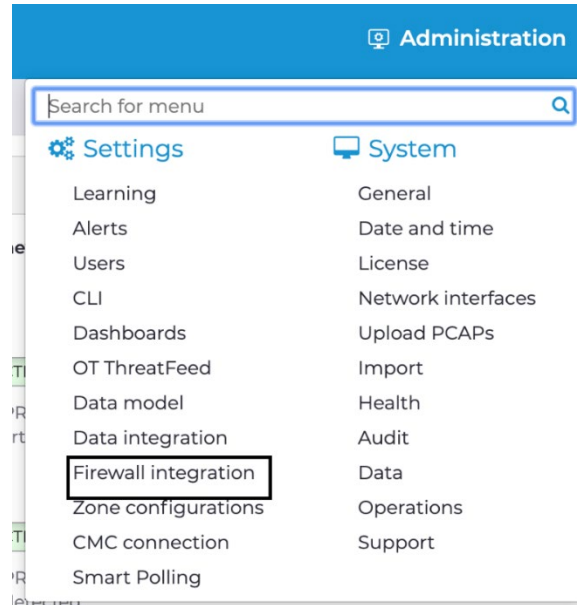 Administration
Search for menu
Settings
Learning
Alerts
Users
CLI
Dashboards
OT ThreatFeed
Data model
Data integration
Firewall integration
Zone configurations
CMC connection
Smart Polling
System
General
Date and time
License
Network interfaces
Upload PCAPs
Import
Health
Audit
Data
Operations
Support